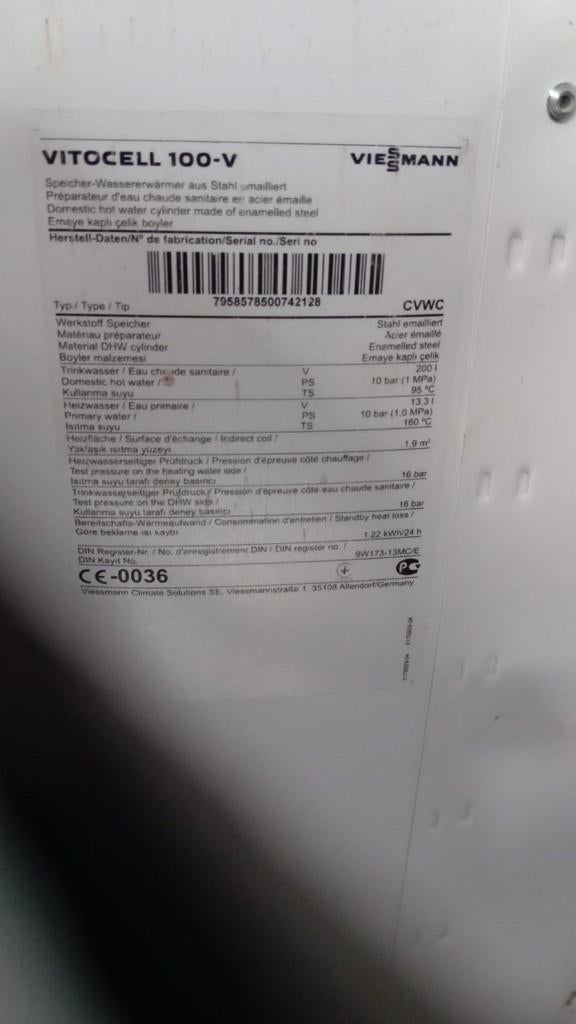 VITOCELL 100-V
VIESSMANN
Speicher-Wassererwärmer aus Stahl emailliert
Préparateur d'eau chaude sanitaire en acier émaillé
Domestic hot water cylinder made of enamelled steel
Emaye kaplı çelik boyler
Herstell-Daten/N° de fabrication/Serial no./Seri no
7958578500742128
Typ / Type / Tip CVWC
Werkstoff Speicher Stahl emailliert
Matériau préparateur Acier émaillé
Material DHW cylinder Enamelled steel
Boyler malzemesi Emaye kaplı çelik
Trinkwasser / Eau chaude sanitaire / V 200 l
Domestic hot water / PS 10 bar (1 MPa)
Kullanma suyu TS 95 °C
Heizwasser / Eau primaire / V 13.3 l
Primary water / PS 10 bar (1.0 MPa)
Isıtma suyu TS 160 °C
Heizfläche / Surface d'échange / Indirect coil / 1.9 m²
Yaklaşık ısıtma yüzeyi
Heizwasserseitiger Prüfdruck / Pression d'épreuve côté chauffage /
Test pressure on the heating water side / 16 bar
Isıtma suyu tarafı deney basıncı
Trinkwasserseitiger Prüfdruck / Pression d'épreuve côté eau chaude sanitaire /
Test pressure on the DHW side / 16 bar
Kullanma suyu tarafı deney basıncı
Bereitschafts-Wärmeaufwand / Consommation d'entretien / Standby heat loss /
Göre bekleme ısı kaybı 1.22 kWh/24 h
DIN Register-Nr. / No. d'enregistrement DIN / DIN register no. / 9W173-13MC/E
DIN Kayıt No.
CE-0036
Viessmann Climate Solutions SE, Viessmannstraße 1, 35108 Allendorf/Germany